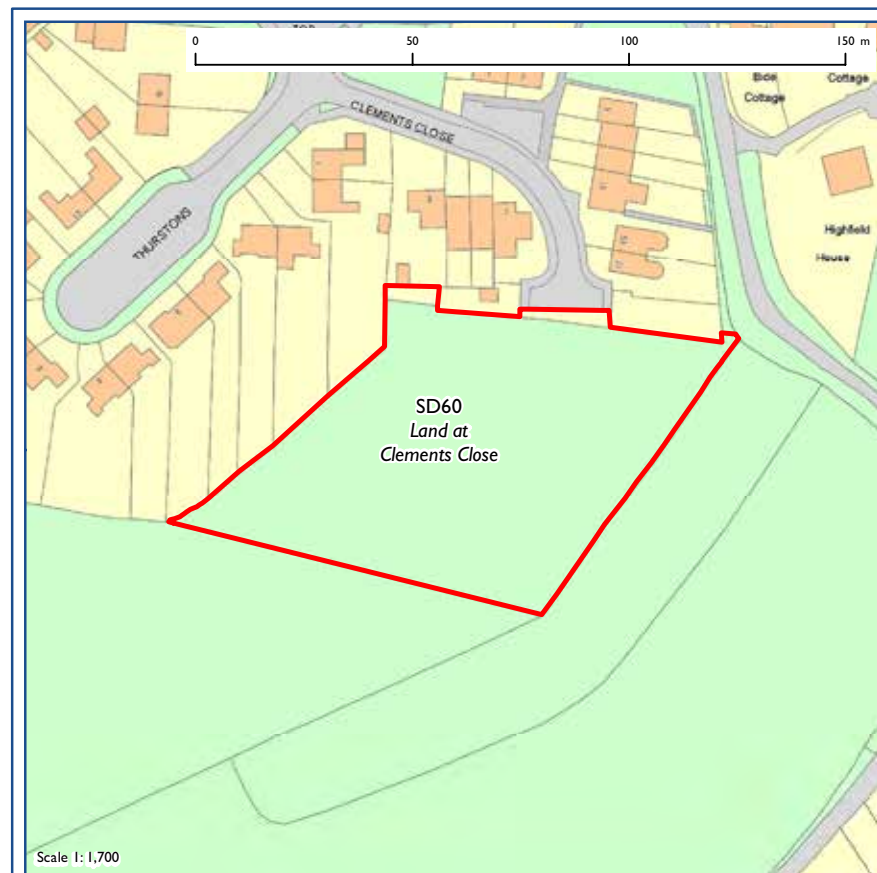 0 50 100 150 m
CLEMENTS CLOSE
Cottage
Cottage
THURSTONS
Highfield
House
SD60
Land at
Clements Close
Scale 1: 1,700